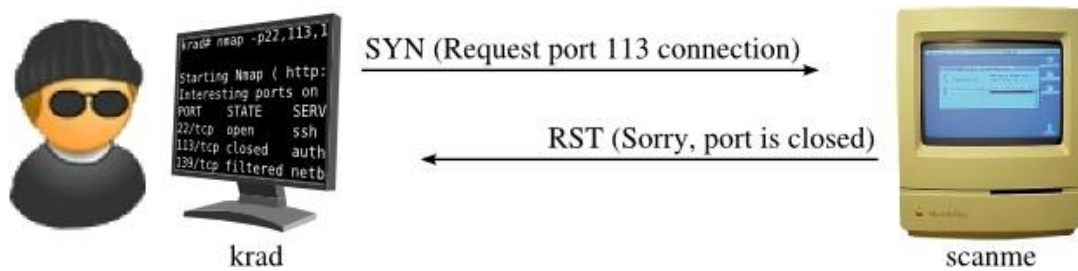 krad# nmap -p22,113,1
Starting Nmap ( http:
Interesting ports on
PORT STATE SERV
22/tcp open ssh
113/tcp closed auth
139/tcp filtered netb
SYN (Request port 113 connection)
RST (Sorry, port is closed)
krad
scanme